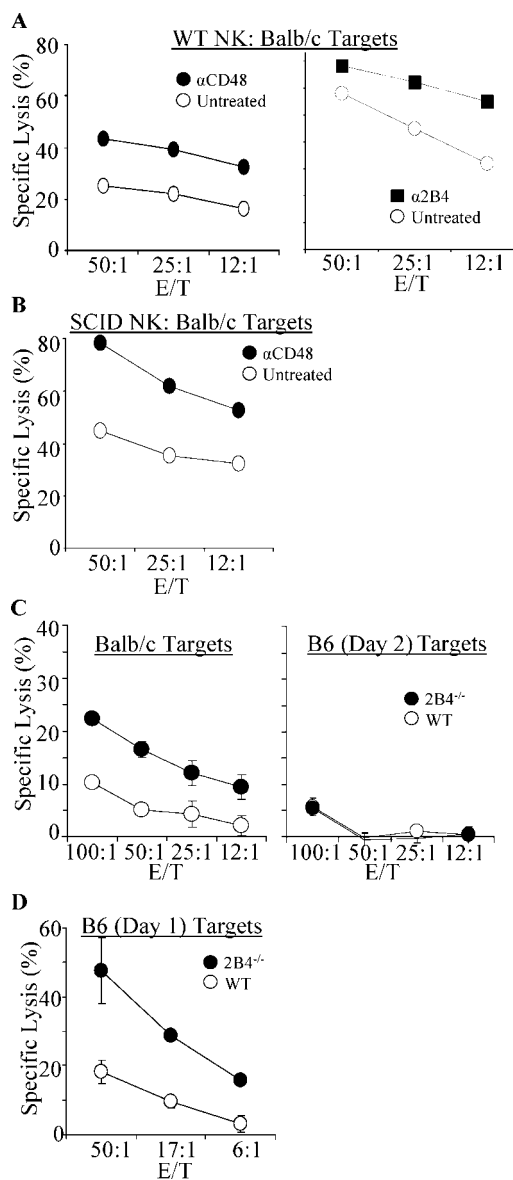 A
WT NK: Balb/c Targets
Specific Lysis (%)
80
60
40
20
0
αCD48
Untreated
50:1 25:1 12:1
E/T
α2B4
Untreated
50:1 25:1 12:1
E/T
B
SCID NK: Balb/c Targets
Specific Lysis (%)
80
60
40
20
0
αCD48
Untreated
50:1 25:1 12:1
E/T
C
Specific Lysis (%)
40
30
20
10
0
Balb/c Targets
100:1 50:1 25:1 12:1
E/T
B6 (Day 2) Targets
2B4-/-
WT
100:1 50:1 25:1 12:1
E/T
D
B6 (Day 1) Targets
Specific Lysis (%)
60
40
20
0
2B4-/-
WT
50:1 17:1 6:1
E/T